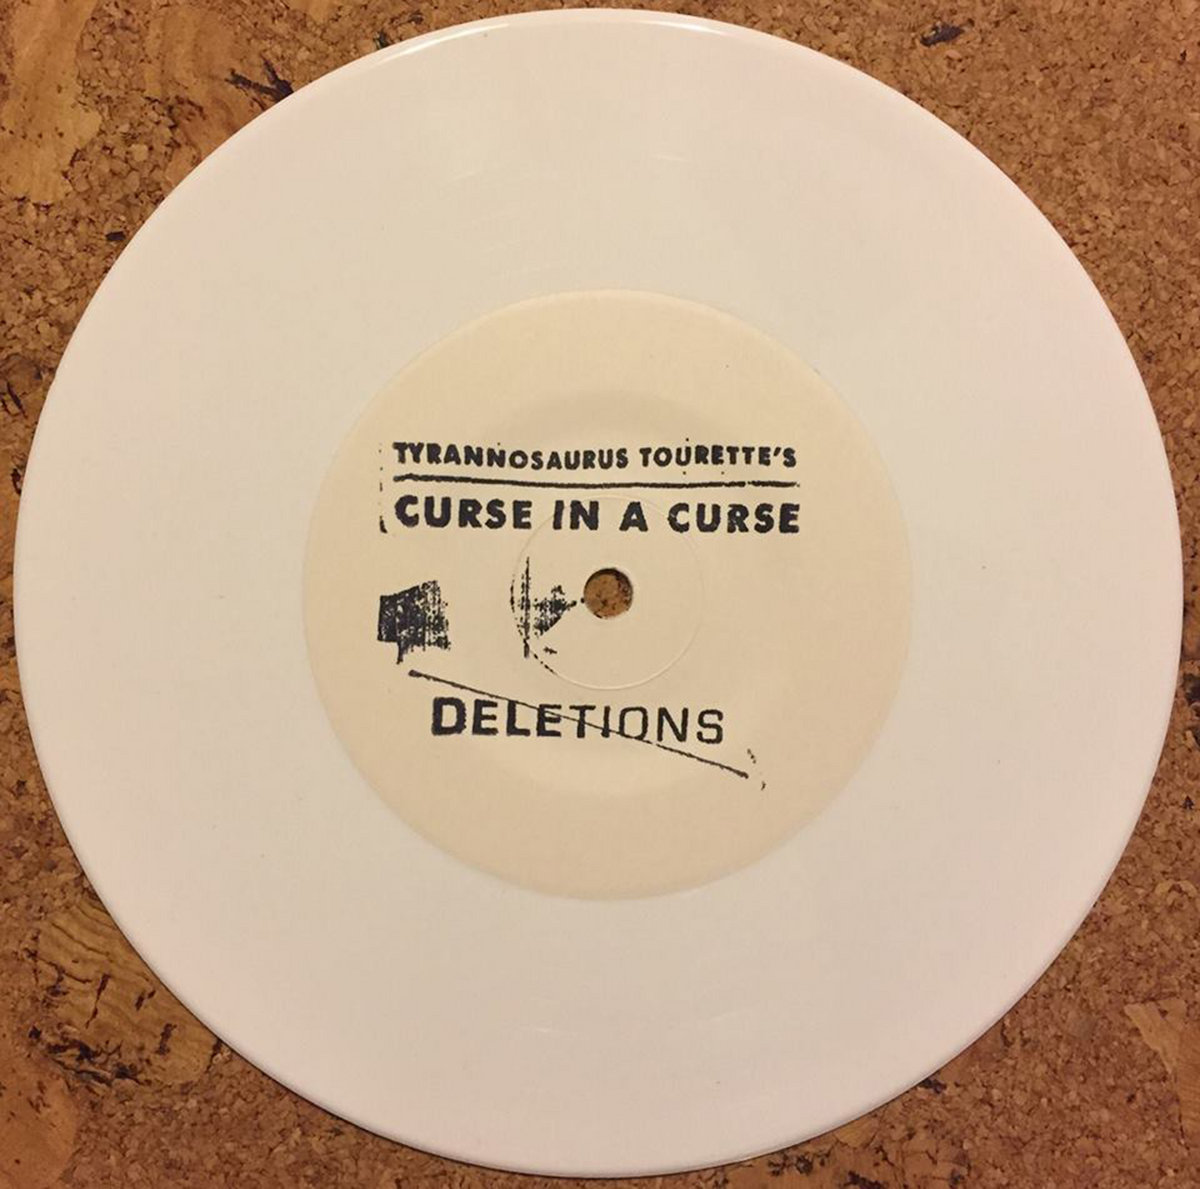 TYRANNOSAURUS TOURETTE'S
CURSE IN A CURSE
DELETIONS